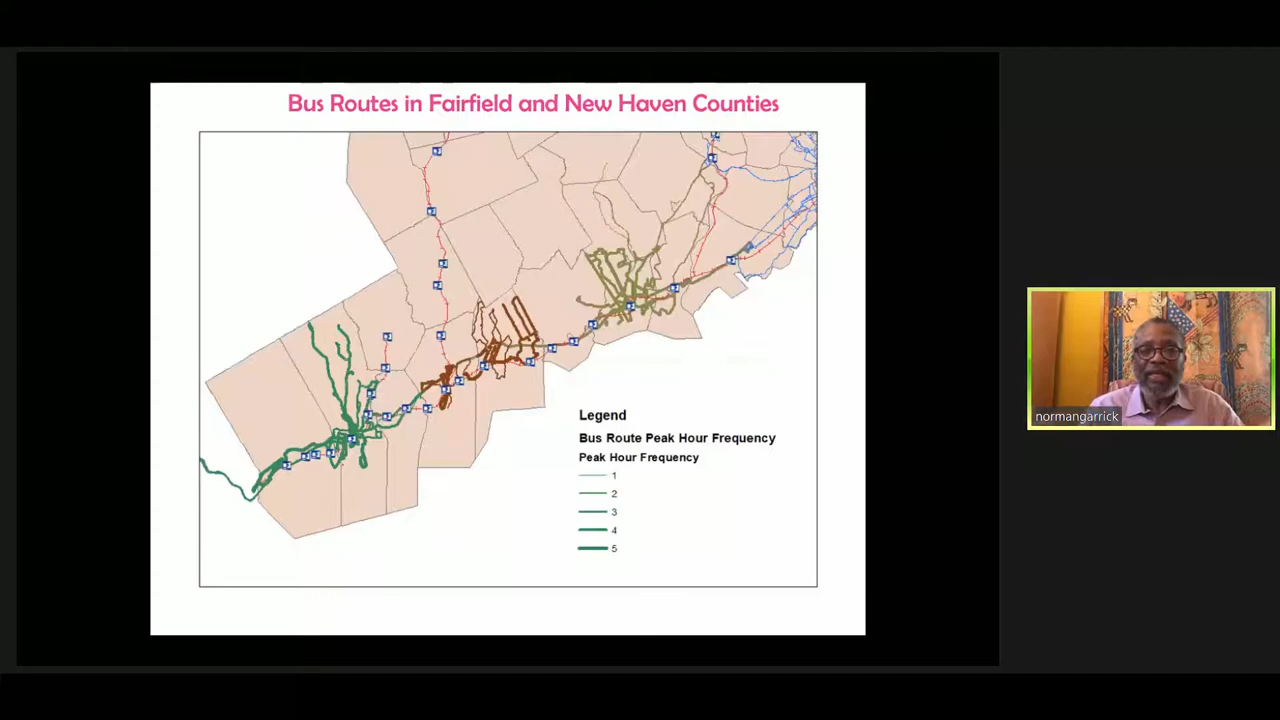 Bus Routes in Fairfield and New Haven Counties
Legend
Bus Route Peak Hour Frequency
Peak Hour Frequency
1
2
3
4
5
normangarrick